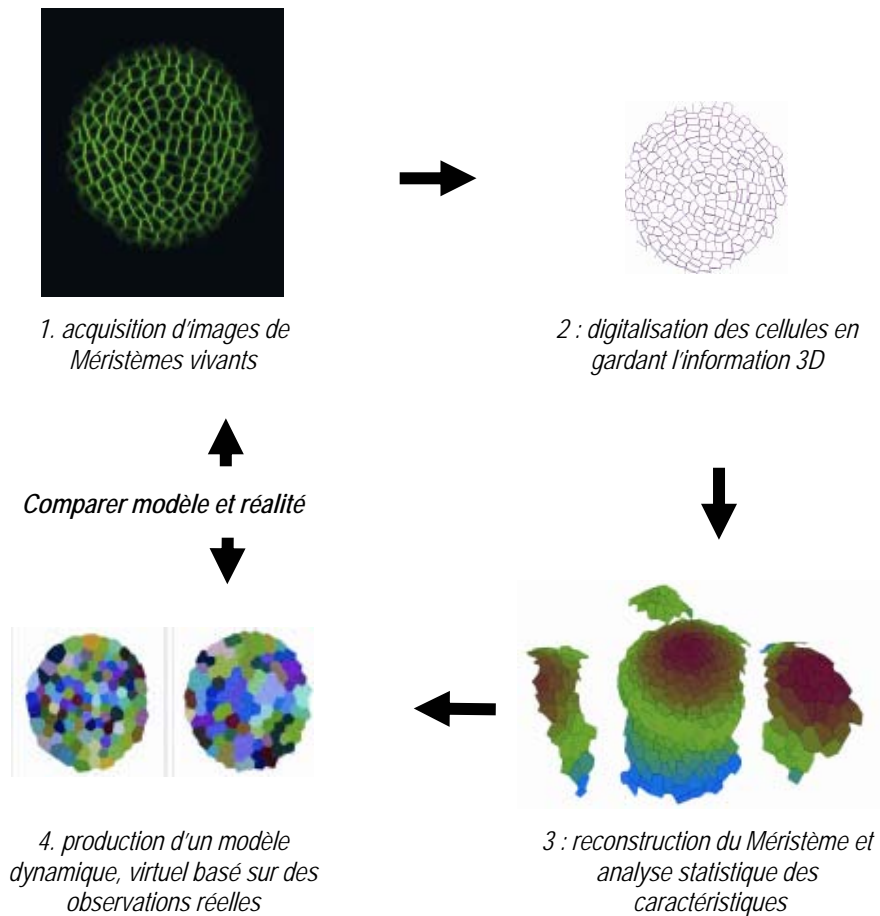 1. acquisition d'images de
Méristèmes vivants
2 : digitalisation des cellules en
gardant l'information 3D
Comparer modèle et réalité
4. production d'un modèle
dynamique, virtuel basé sur des
observations réelles
3 : reconstruction du Méristème et
analyse statistique des
caractéristiques